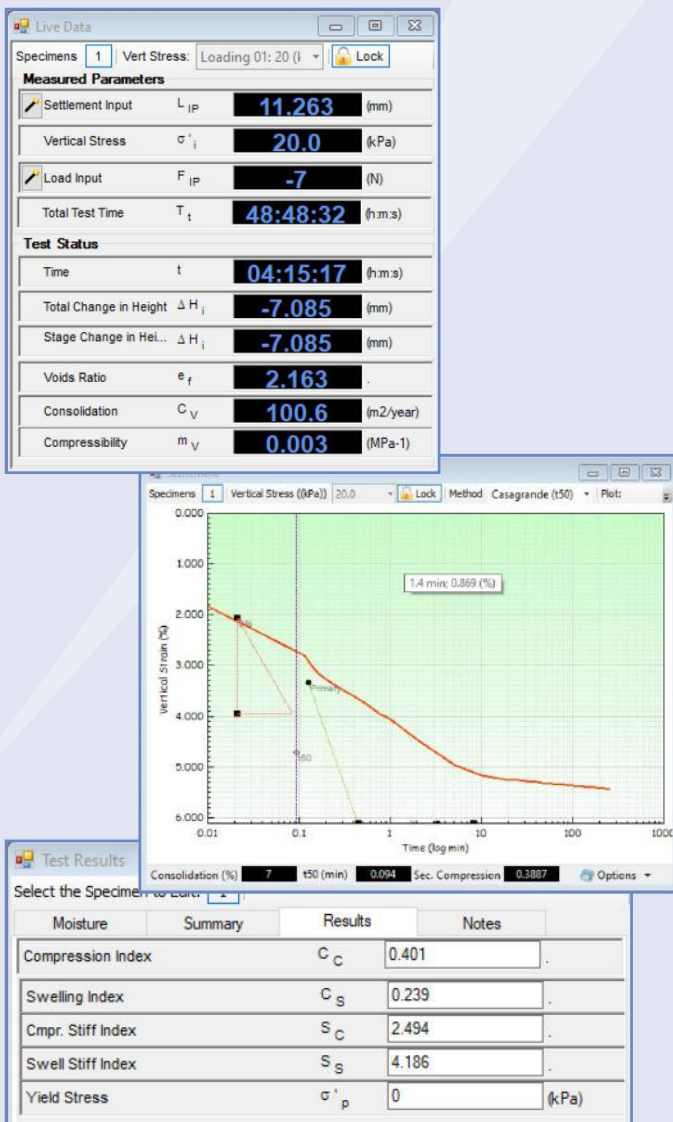 Live Data
Specimens 1 Vert Stress: Loading 01: 20 (l Lock
Measured Parameters
Settlement Input L IP 11.263 (mm)
Vertical Stress σ' i 20.0 (kPa)
Load Input F IP -7 (N)
Total Test Time T t 48:48:32 (h:m:s)
Test Status
Time t 04:15:17 (h:m:s)
Total Change in Height Δ H i -7.085 (mm)
Stage Change in Hei... Δ H i -7.085 (mm)
Voids Ratio e f 2.163 .
Consolidation C V 100.6 (m2/year)
Compressibility m V 0.003 (MPa-1)
Specimens 1 Vertical Stress ((kPa)) 20.0 Lock Method Casagrande (t50) Plot:
0.000
1.000
1.4 min; 0.869 (%)
2.000
3.000
Primary
4.000
t50
5.000
6.000
Vertical Strain (%)
0.01 0.1 1 10 100 1000
Time (log min)
Consolidation (%) 7 t50 (min) 0.094 Sec. Compression 0.3887 Options
Test Results
Select the Specimen to Edit: 1
Moisture Summary Results Notes
Compression Index C C 0.401 .
Swelling Index C S 0.239 .
Cmpr. Stiff Index S C 2.494 .
Swell Stiff Index S S 4.186 .
Yield Stress σ' p 0 (kPa)